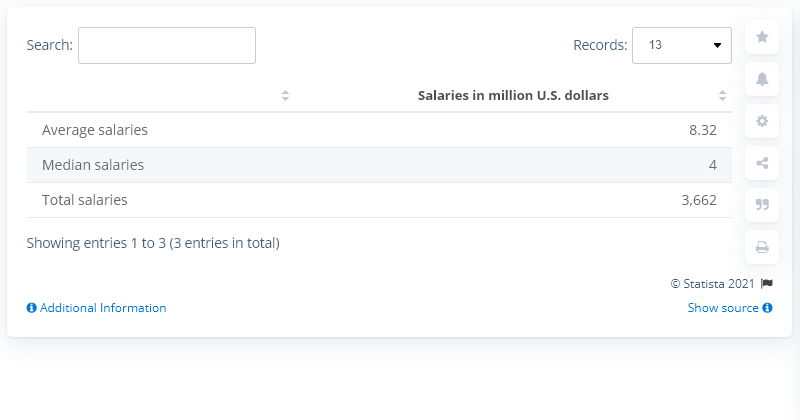 Search:
Records: 13
Salaries in million U.S. dollars
Average salaries 8.32
Median salaries 4
Total salaries 3,662
Showing entries 1 to 3 (3 entries in total)
© Statista 2021
Additional Information Show source